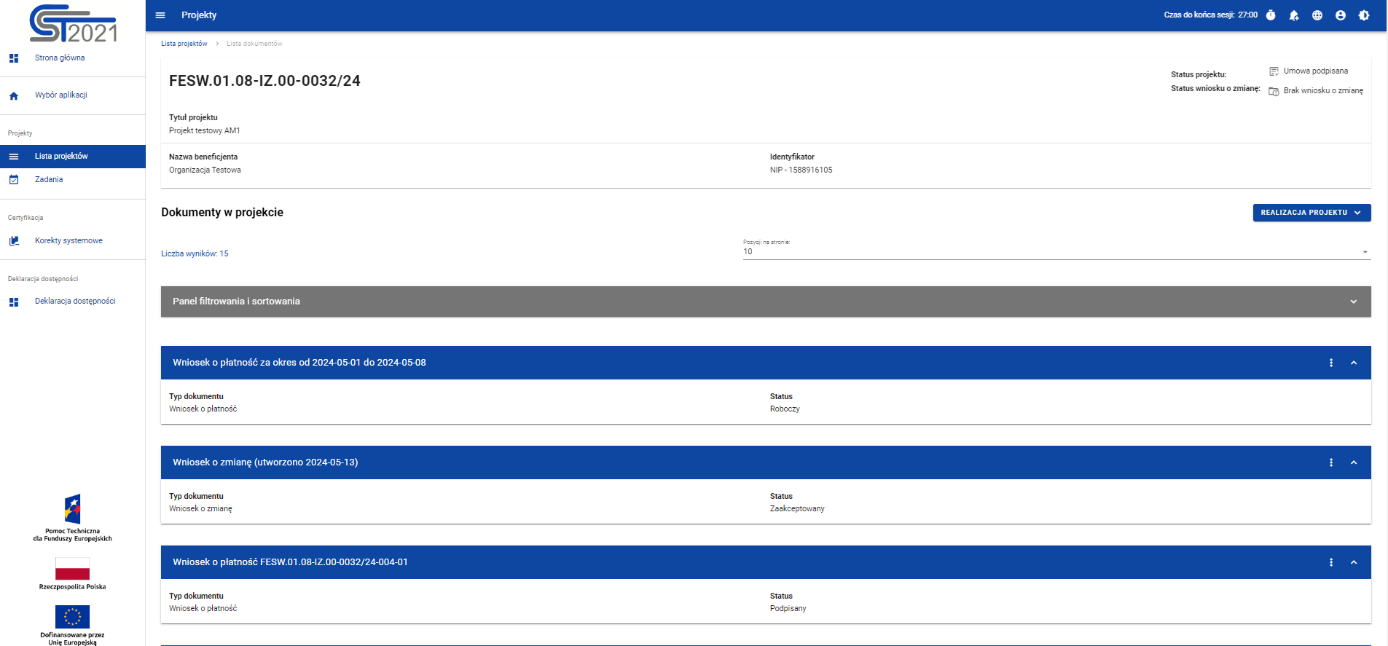 CST2021
Projekty
Czas do końca sesji: 27:00
Strona główna
Wybór aplikacji
Projekty
Lista projektów
Zadania
Certyfikacja
Korekty systemowe
Deklaracja dostępności
Deklaracja dostępności
Pomoc Techniczna
dla Funduszy Europejskich
Rzeczpospolita Polska
Dofinansowane przez
Unię Europejską
Lista projektów > Lista dokumentów
FESW.01.08-IZ.00-0032/24
Status projektu: Umowa podpisana
Status wniosku o zmianę: Brak wniosku o zmianę
Tytuł projektu
Projekt testowy AM1
Nazwa beneficjenta
Organizacja Testowa
Identyfikator
NIP - 1588916105
Dokumenty w projekcie
REALIZACJA PROJEKTU
Liczba wyników: 15
Pozycji na stronie:
10
Panel filtrowania i sortowania
Wniosek o płatność za okres od 2024-05-01 do 2024-05-08
Typ dokumentu
Wniosek o płatność
Status
Roboczy
Wniosek o zmianę (utworzono 2024-05-13)
Typ dokumentu
Wniosek o zmianę
Status
Zaakceptowany
Wniosek o płatność FESW.01.08-IZ.00-0032/24-004-01
Typ dokumentu
Wniosek o płatność
Status
Podpisany